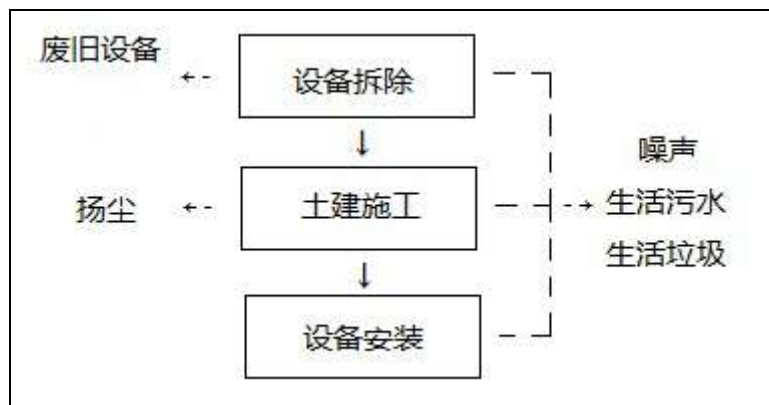 废旧设备
设备拆除
噪声
扬尘
土建施工
生活污水
生活垃圾
设备安装